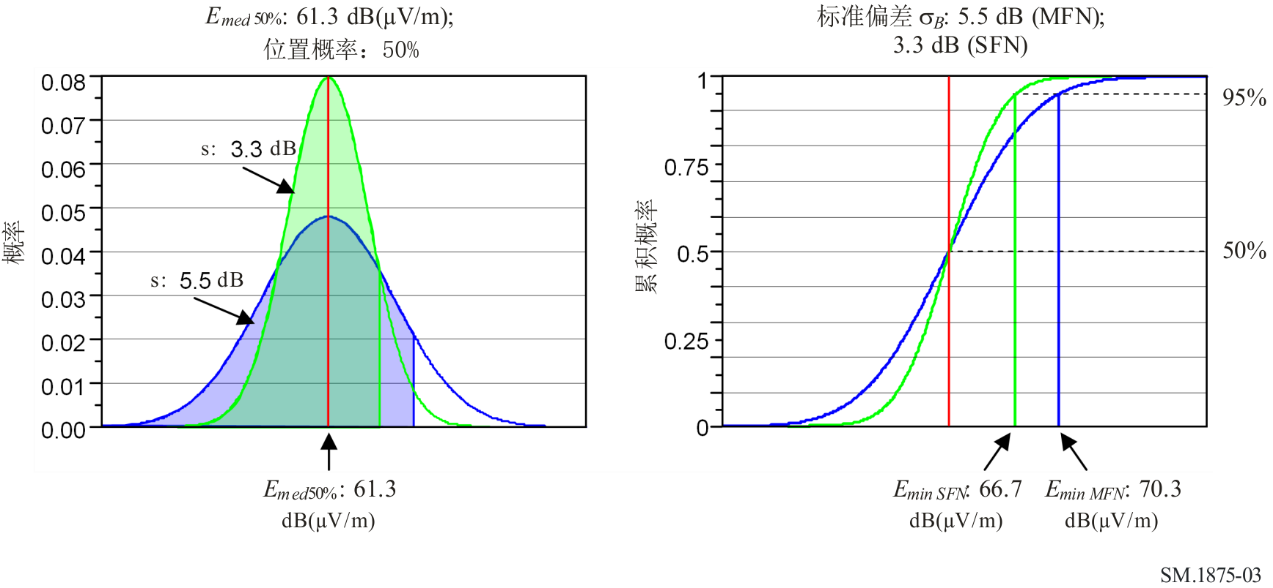 E med 50%: 61.3 dB(μV/m);
位置概率：50%
0.08
0.07
0.06
0.05
0.04
0.03
0.02
0.01
0.00
概率
s: 3.3 dB
s: 5.5 dB
E med50%: 61.3
dB(μV/m)
标准偏差 σB: 5.5 dB (MFN);
3.3 dB (SFN)
1
0.75
0.5
0.25
0
累积概率
95%
50%
E min SFN: 66.7
dB(μV/m)
E min MFN: 70.3
dB(μV/m)
SM.1875-03